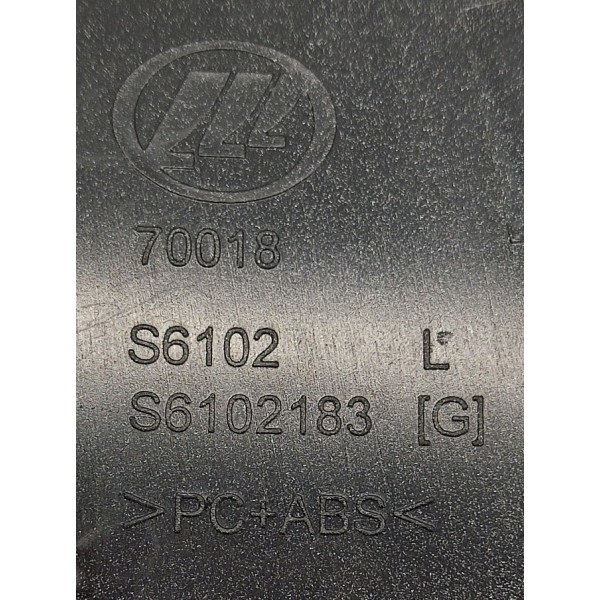 70018
S6102 L
S6102183 [G]
>PC+ABS<